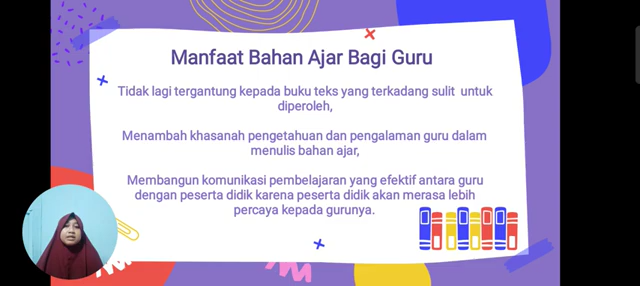 Manfaat Bahan Ajar Bagi Guru
Tidak lagi tergantung kepada buku teks yang terkadang sulit untuk
diperoleh,
Menambah khasanah pengetahuan dan pengalaman guru dalam
menulis bahan ajar,
Membangun komunikasi pembelajaran yang efektif antara guru
dengan peserta didik karena peserta didik akan merasa lebih
percaya kepada gurunya.